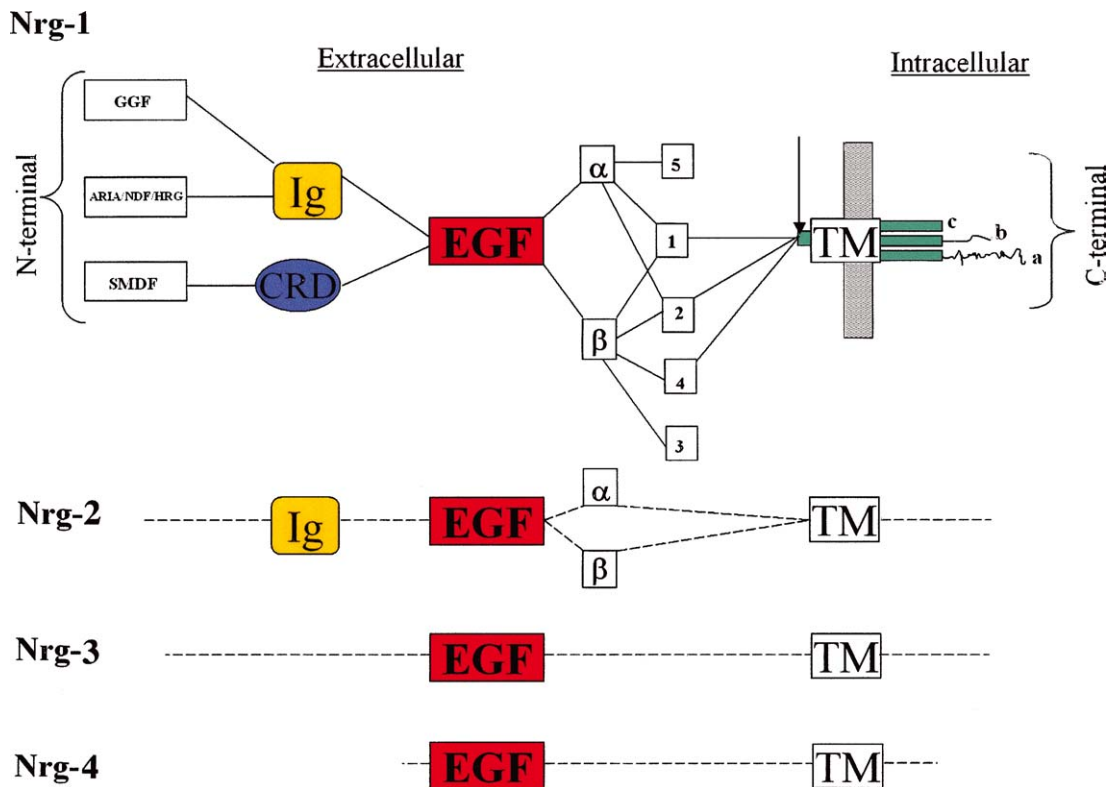 Nrg-1
Extracellular
Intracellular
N-terminal
GGF
ARIA/NDF/HRG
SMDF
Ig
CRD
EGF
α
β
5
1
2
4
3
TM
c
b
a
C-terminal
Nrg-2
Ig
EGF
α
β
TM
Nrg-3
EGF
TM
Nrg-4
EGF
TM